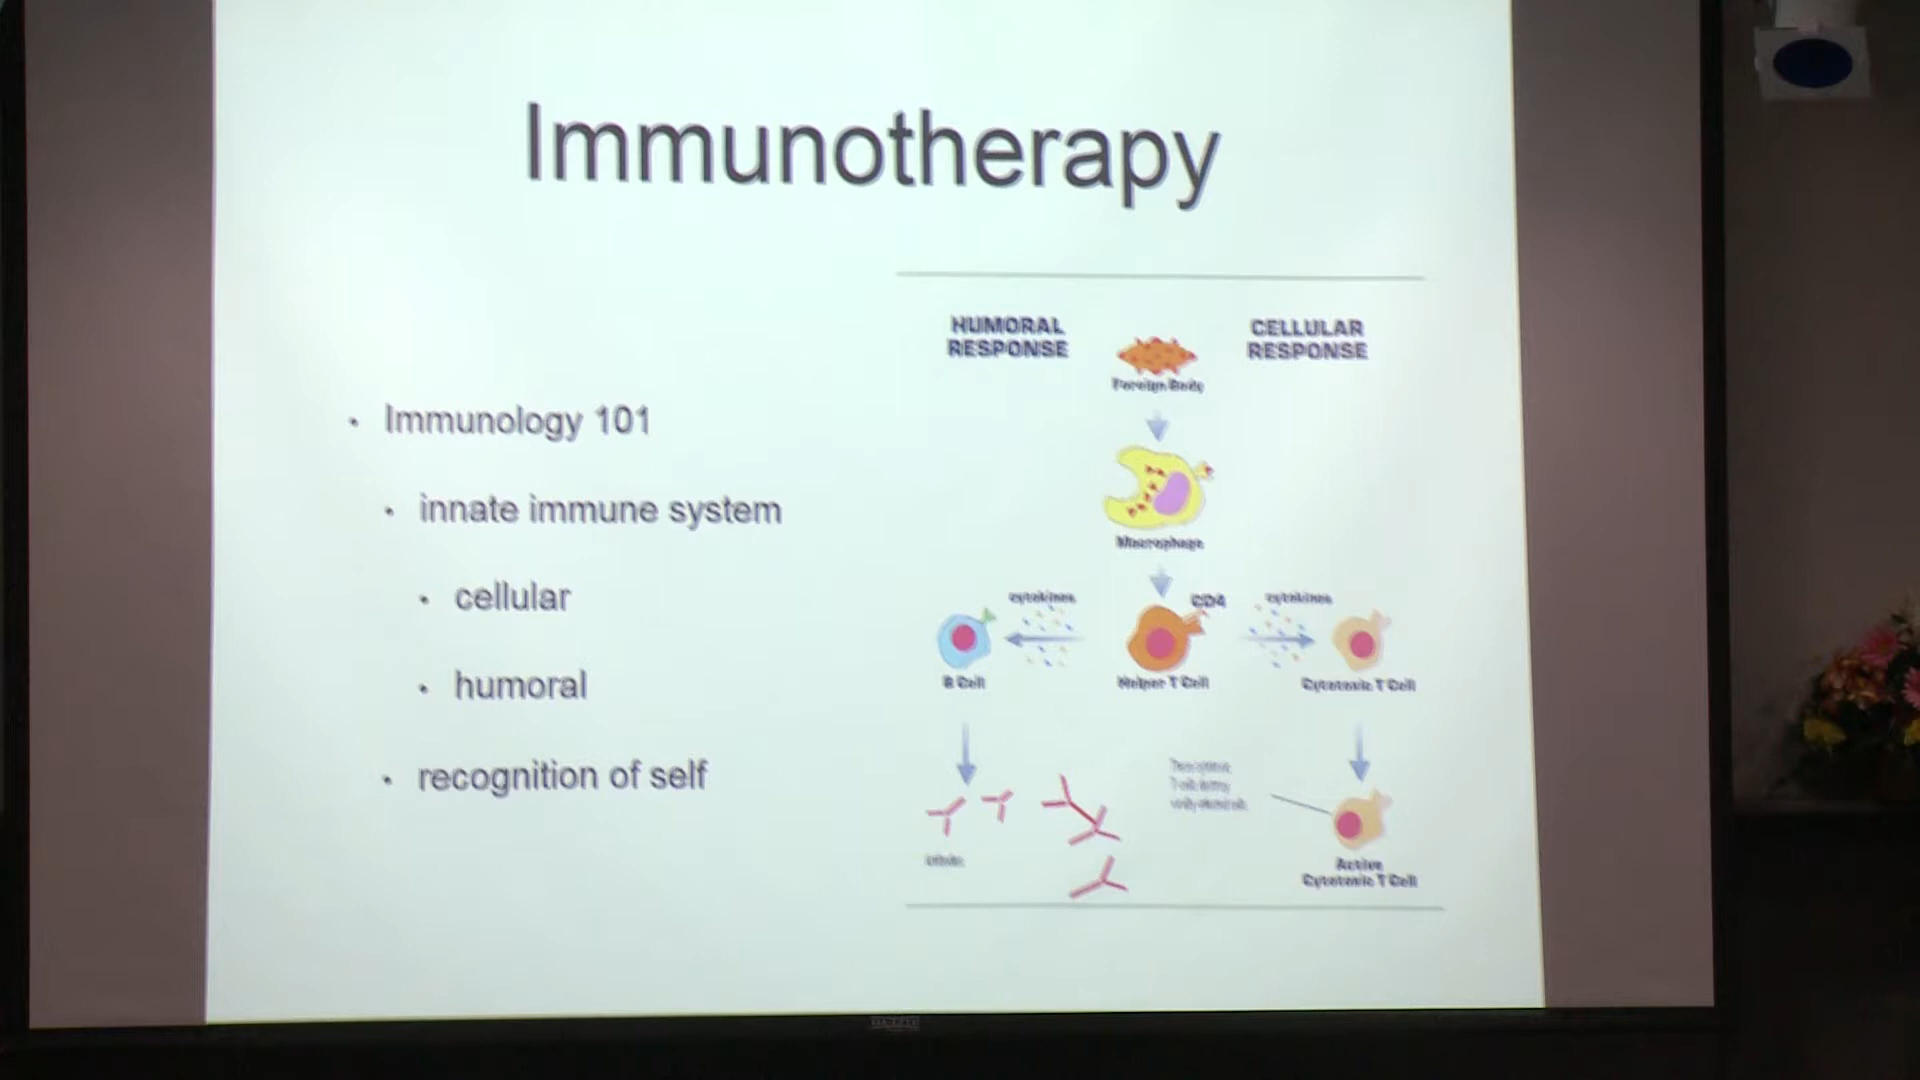 Immunotherapy
• Immunology 101
• innate immune system
• cellular
• humoral
• recognition of self
HUMORAL
RESPONSE
CELLULAR
RESPONSE
Foreign Body
Macrophage
cytokines
CD4
cytokines
B Cell
Helper T Cell
Cytotoxic T Cell
Active
Cytotoxic T Cell